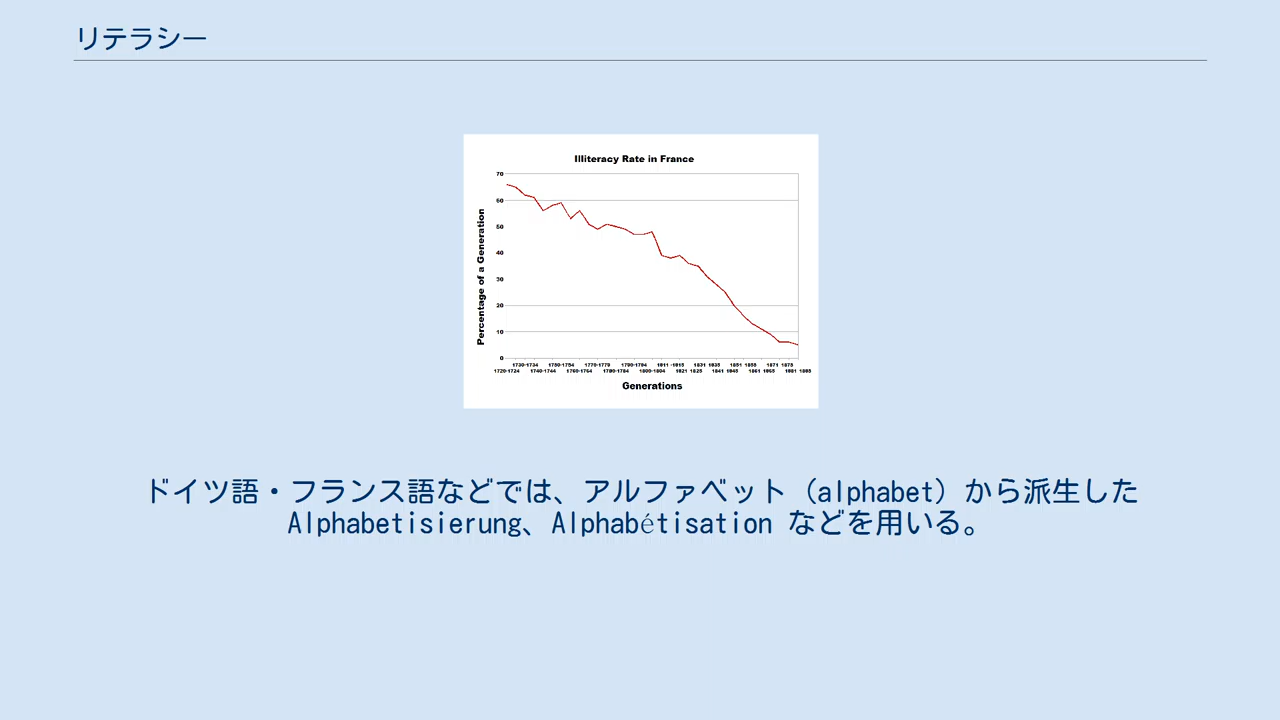 リテラシー
Illiteracy Rate in France
70
60
50
40
30
20
10
0
Percentage of a Generation
1730-1734 1750-1754 1770-1779 1790-1794 1811 -1815 1831 1835 1851 1855 1871 1875
1720-1724 1740-1744 1760-1764 1780-1784 1800-1804 1821 1825 1841 1845 1861 1865 1881 1885
Generations
ドイツ語・フランス語などでは、アルファベット（alphabet）から派生した
Alphabetisierung、Alphabétisation などを用いる。